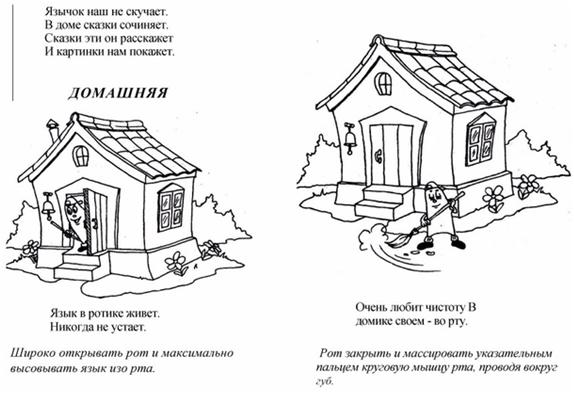 Язычок наш не скучает.
В доме сказки сочиняет.
Сказки эти он расскажет
И картинки нам покажет.
ДОМАШНЯЯ
Язык в ротике живет.
Никогда не устает.
Широко открывать рот и максимально
высовывать язык изо рта.
Очень любит чистоту В
домике своем - во рту.
Рот закрыть и массировать указательным
пальцем круговую мышцу рта, проводя вокруг
губ.